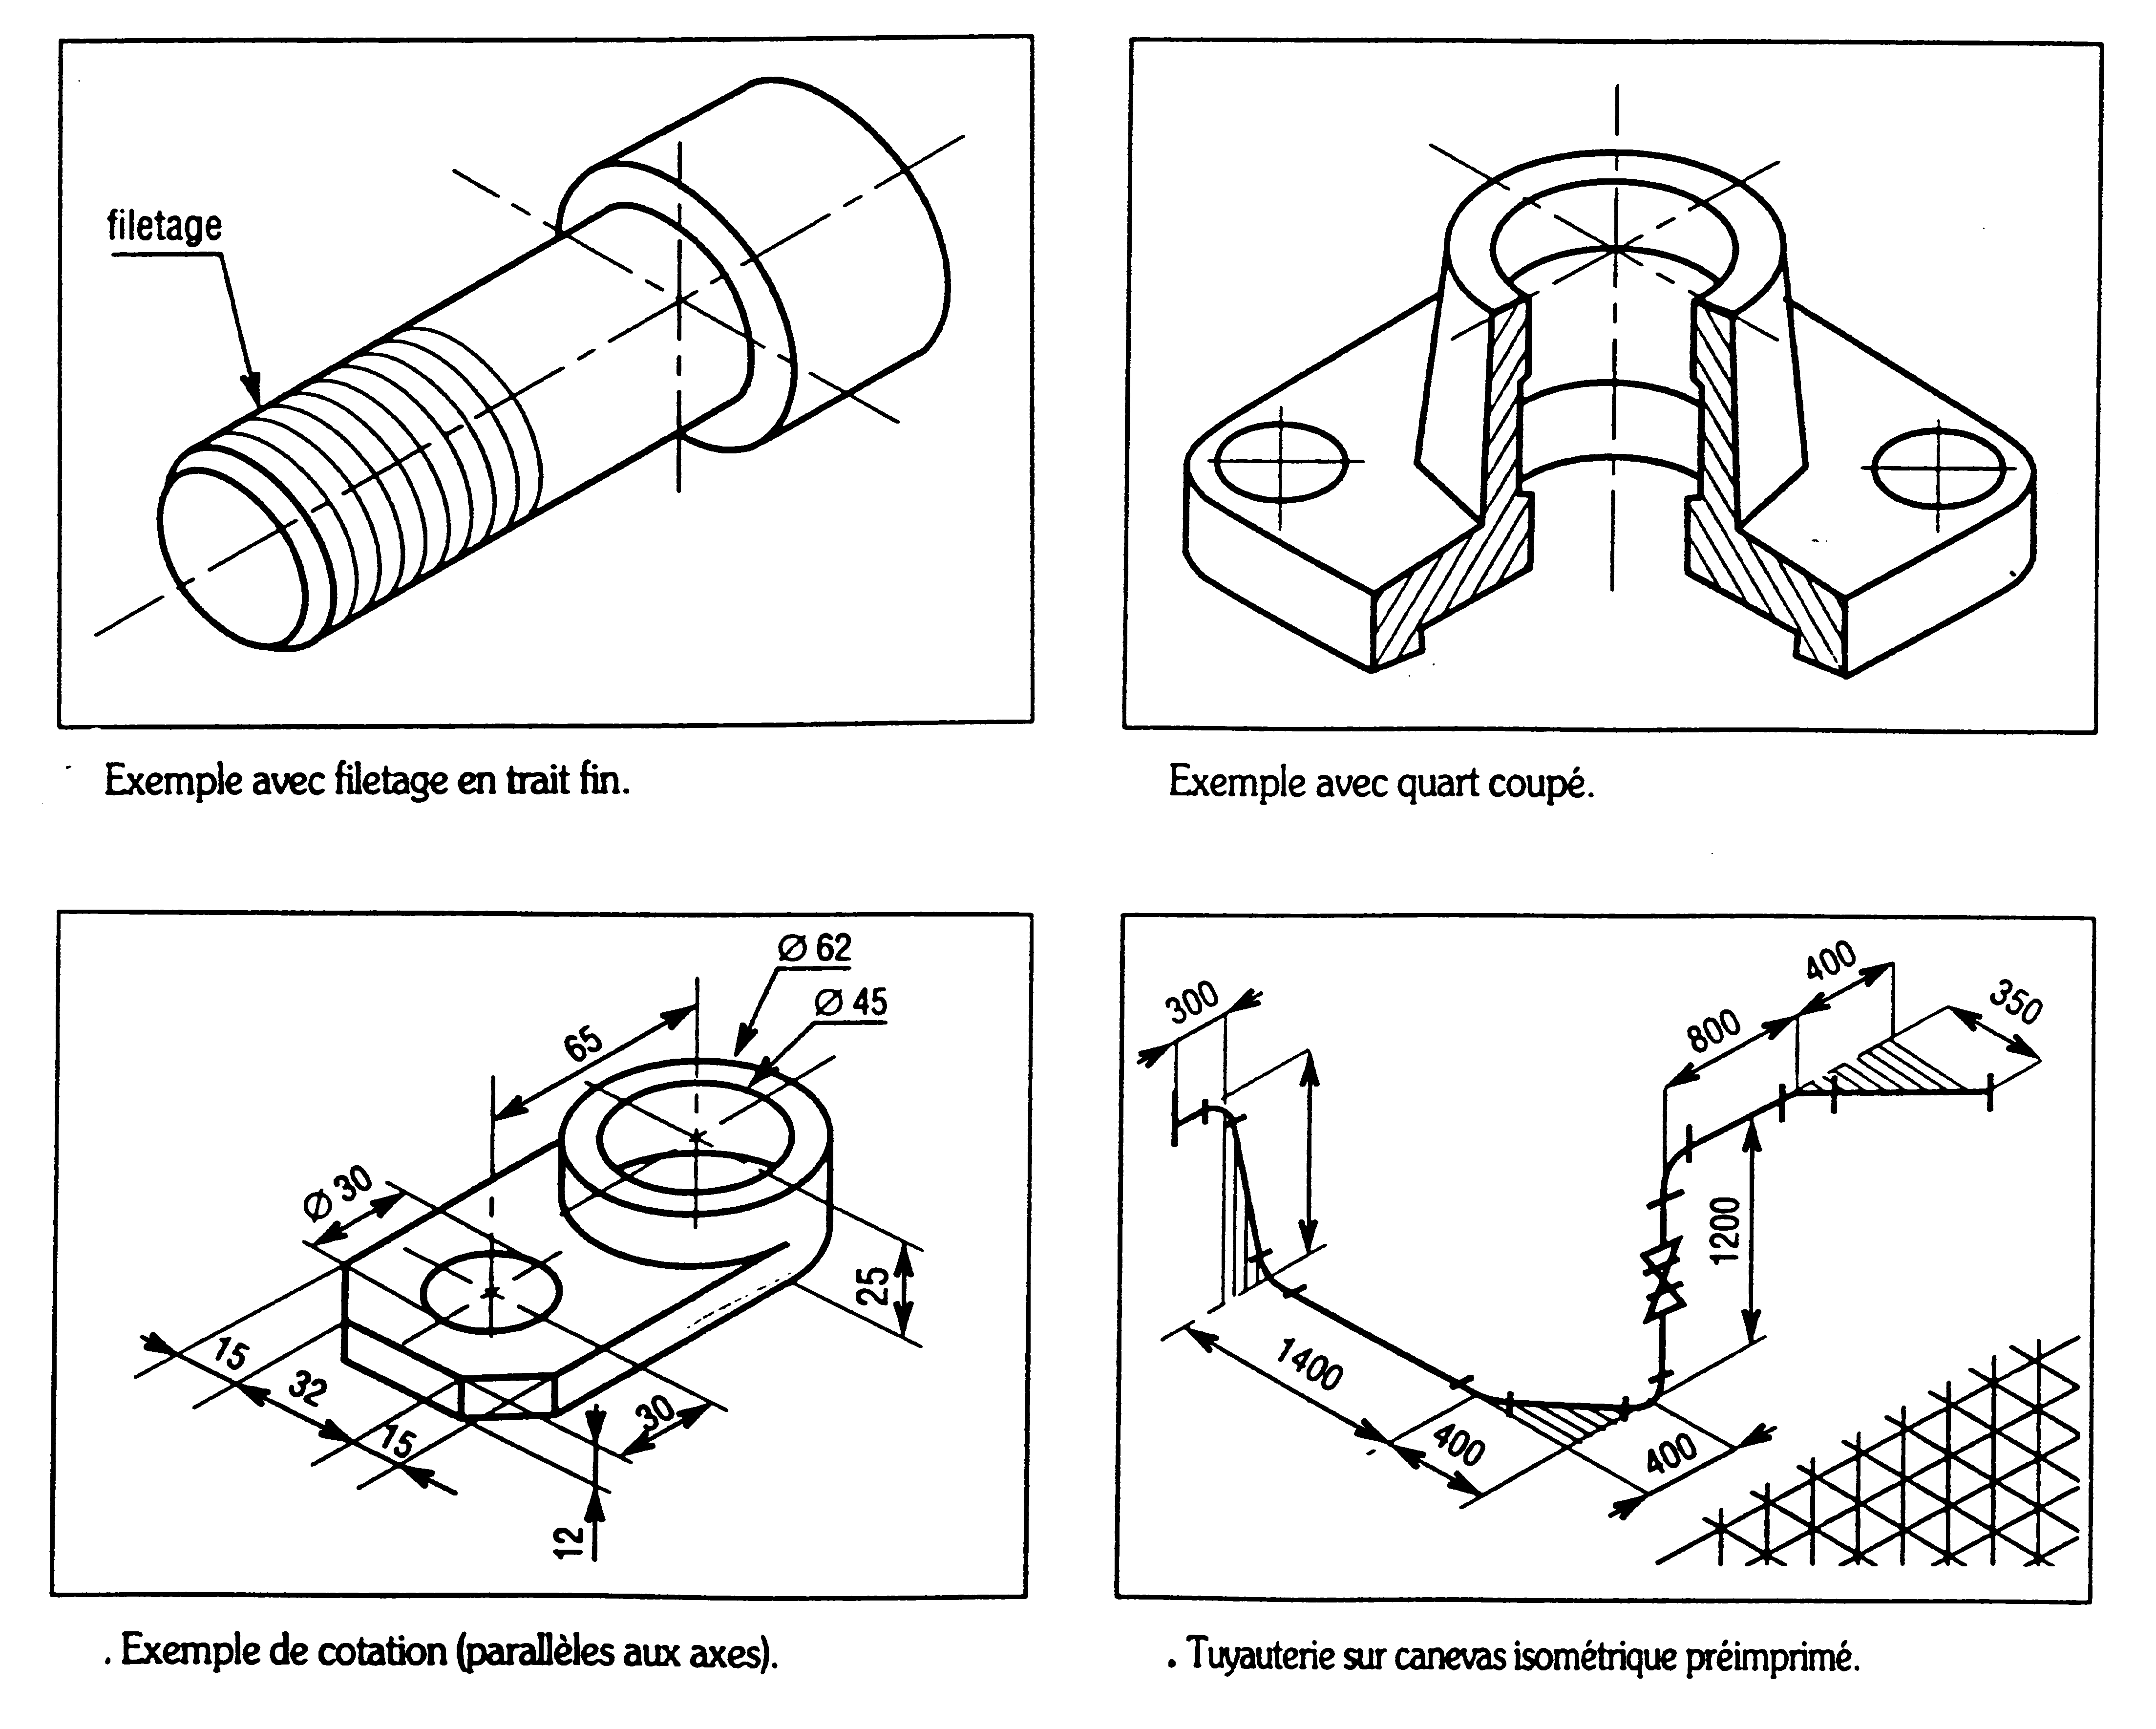 filetage
Exemple avec filetage en trait fin.
Exemple avec quart coupé.
Ø 62
Ø 45
65
Ø 30
25
15
32
15
30
12
. Exemple de cotation (parallèles aux axes).
300
400
800
350
1200
1400
400
400
. Tuyauterie sur canevas isométrique préimprimé.